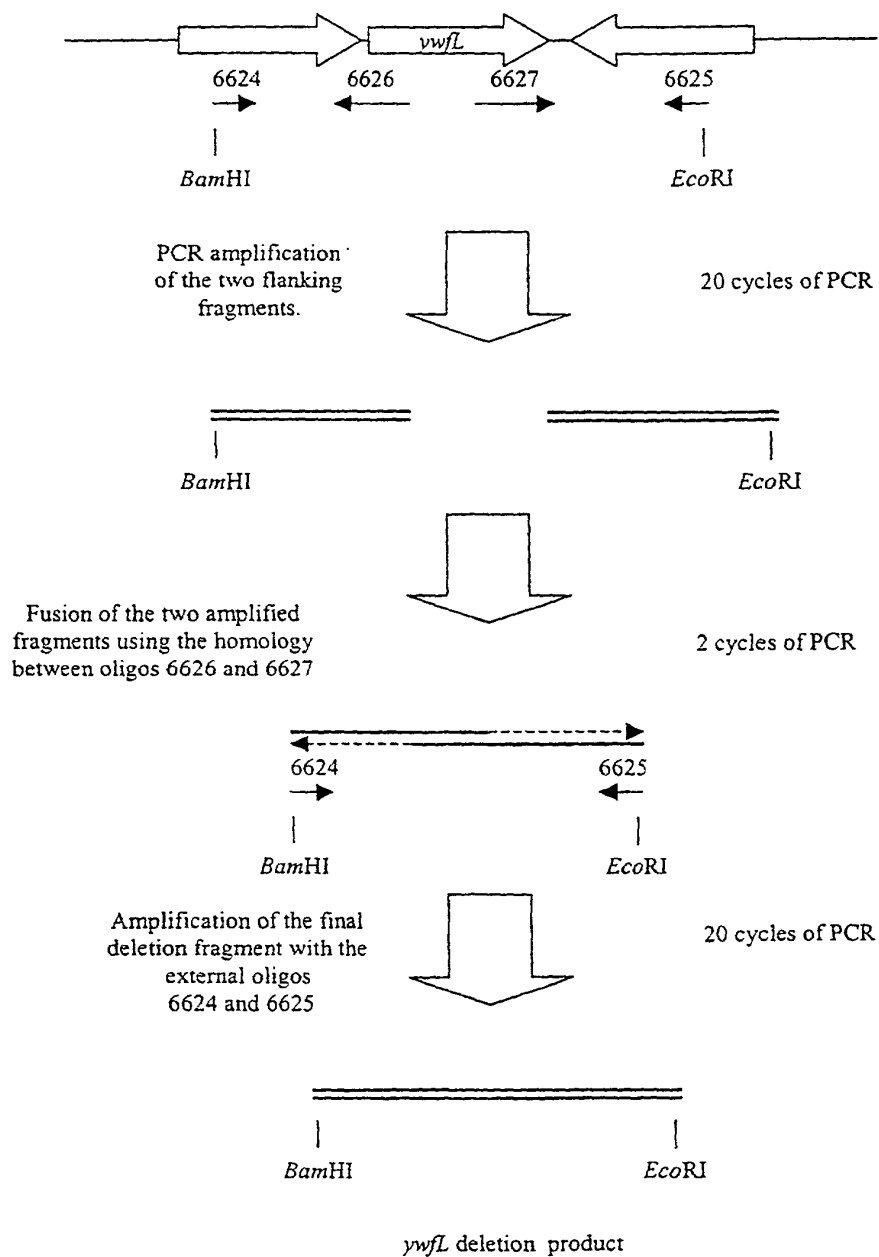 ywfL
6624 6626 6627 6625
BamHI EcoRI
PCR amplification
of the two flanking
fragments.
20 cycles of PCR
BamHI EcoRI
Fusion of the two amplified
fragments using the homology
between oligos 6626 and 6627
2 cycles of PCR
6624 6625
BamHI EcoRI
Amplification of the final
deletion fragment with the
external oligos
6624 and 6625
20 cycles of PCR
BamHI EcoRI
ywfL deletion product